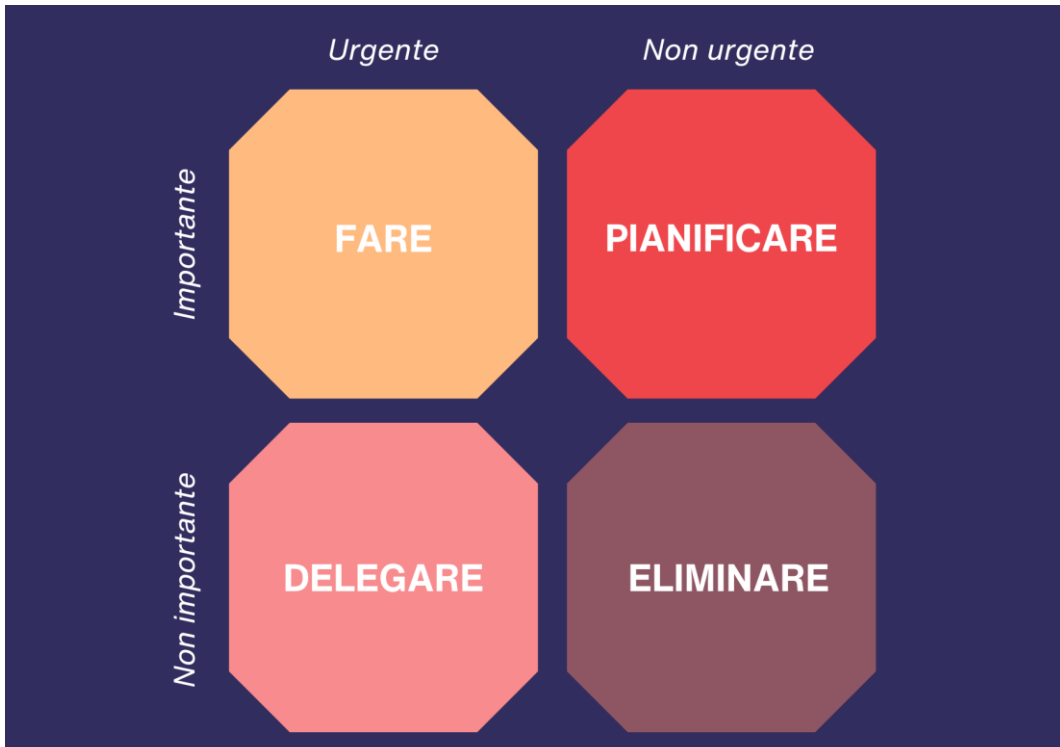 Urgente
Non urgente
Importante
FARE
PIANIFICARE
Non importante
DELEGARE
ELIMINARE